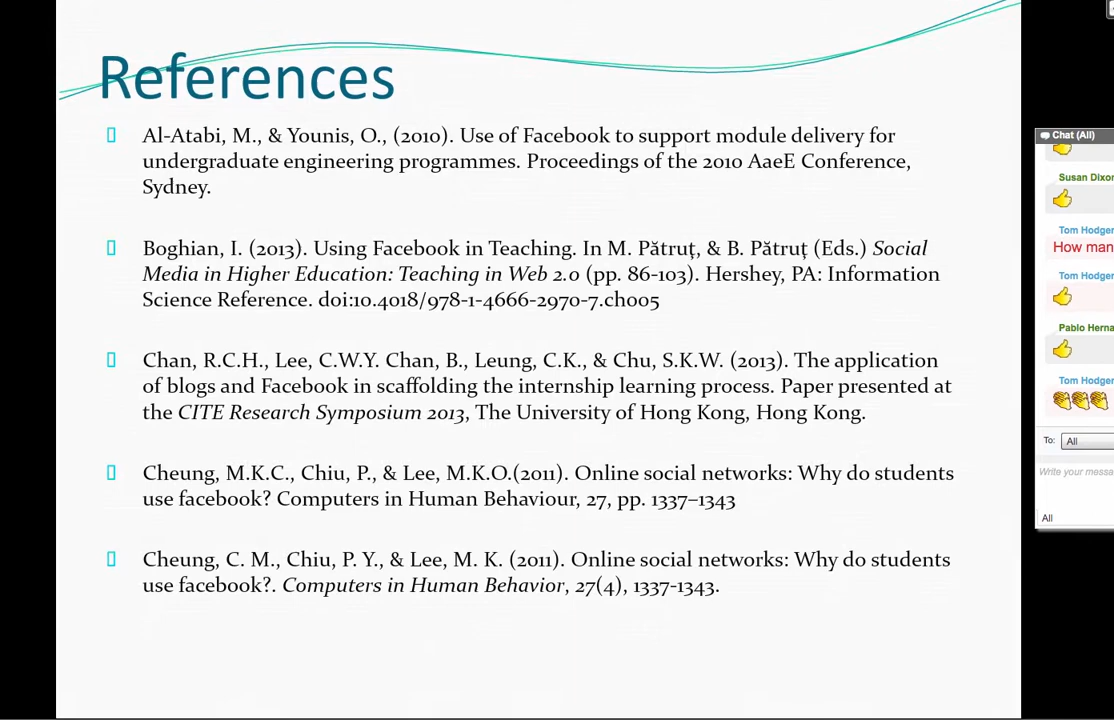 References
Al-Atabi, M., & Younis, O., (2010). Use of Facebook to support module delivery for
undergraduate engineering programmes. Proceedings of the 2010 AaeE Conference,
Sydney.
Boghian, I. (2013). Using Facebook in Teaching. In M. Pătruţ, & B. Pătruţ (Eds.) Social
Media in Higher Education: Teaching in Web 2.0 (pp. 86-103). Hershey, PA: Information
Science Reference. doi:10.4018/978-1-4666-2970-7.ch005
Chan, R.C.H., Lee, C.W.Y. Chan, B., Leung, C.K., & Chu, S.K.W. (2013). The application
of blogs and Facebook in scaffolding the internship learning process. Paper presented at
the CITE Research Symposium 2013, The University of Hong Kong, Hong Kong.
Cheung, M.K.C., Chiu, P., & Lee, M.K.O.(2011). Online social networks: Why do students
use facebook? Computers in Human Behaviour, 27, pp. 1337–1343
Cheung, C. M., Chiu, P. Y., & Lee, M. K. (2011). Online social networks: Why do students
use facebook?. Computers in Human Behavior, 27(4), 1337-1343.
Chat (All)
Susan Dixon
Tom Hodger
How man
Tom Hodger
Pablo Herna
Tom Hodger
To: All
Write your messa
All